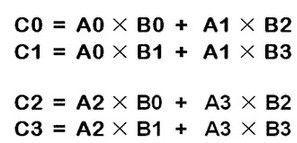 C0 = A0 × B0 + A1 × B2
C1 = A0 × B1 + A1 × B3
C2 = A2 × B0 + A3 × B2
C3 = A2 × B1 + A3 × B3